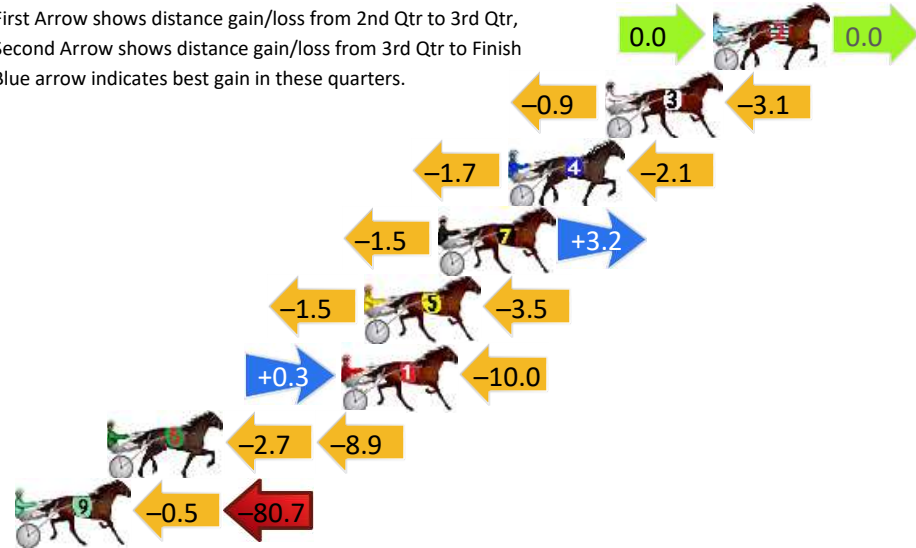 First Arrow shows distance gain/loss from 2nd Qtr to 3rd Qtr,
Second Arrow shows distance gain/loss from 3rd Qtr to Finish
Blue arrow indicates best gain in these quarters.
0.0 0.0
–0.9 3 –3.1
–1.7 4 –2.1
–1.5 7 +3.2
–1.5 5 –3.5
+0.3 1 –10.0
6 –2.7 –8.9
9 –0.5 –80.7